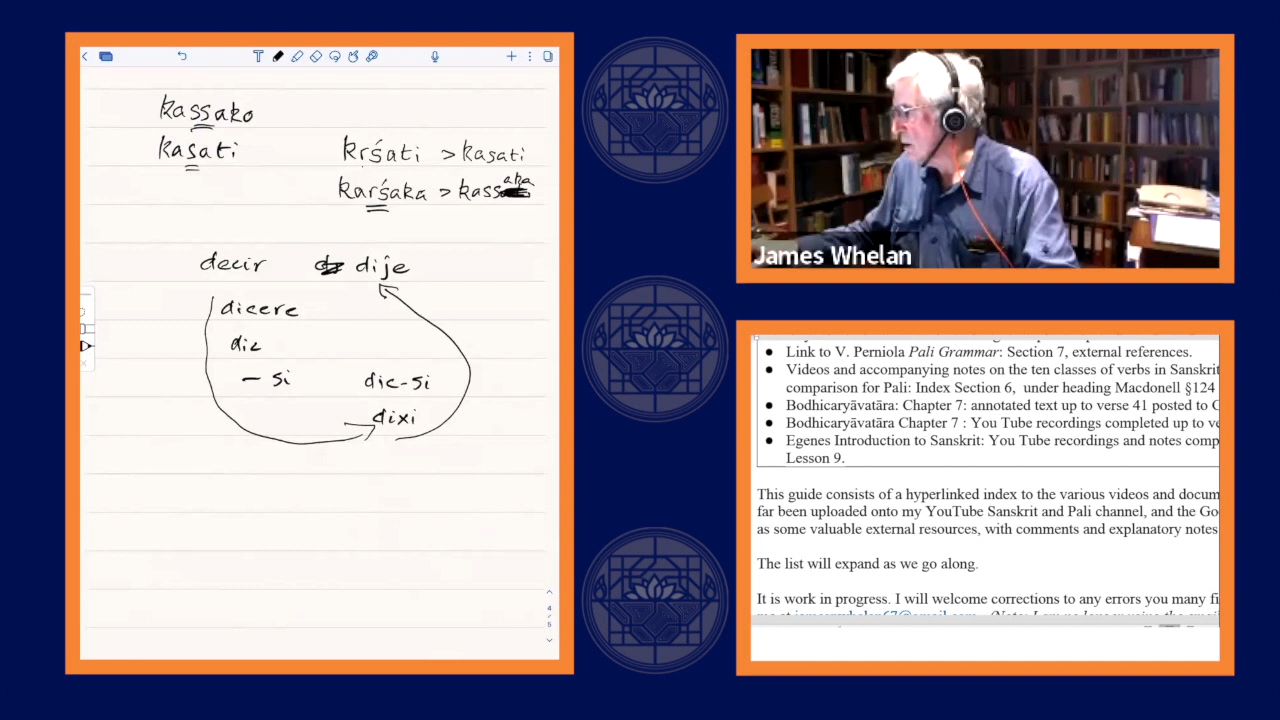 kassako
kasati
kṛśati > kasati
karśaka > kassaka
decir dije
dicere
dic
– si
dic-si
dixi
James Whelan
● Link to V. Perniola Pali Grammar: Section 7, external references.
● Videos and accompanying notes on the ten classes of verbs in Sanskrit
comparison for Pali: Index Section 6, under heading Macdonell §124
● Bodhicaryāvatāra: Chapter 7: annotated text up to verse 41 posted to
● Bodhicaryāvatāra Chapter 7 : You Tube recordings completed up to
● Egenes Introduction to Sanskrit: You Tube recordings and notes
Lesson 9.
This guide consists of a hyperlinked index to the various videos and
far been uploaded onto my YouTube Sanskrit and Pali channel, and the
as some valuable external resources, with comments and explanatory notes
The list will expand as we go along.
It is work in progress. I will welcome corrections to any errors you many